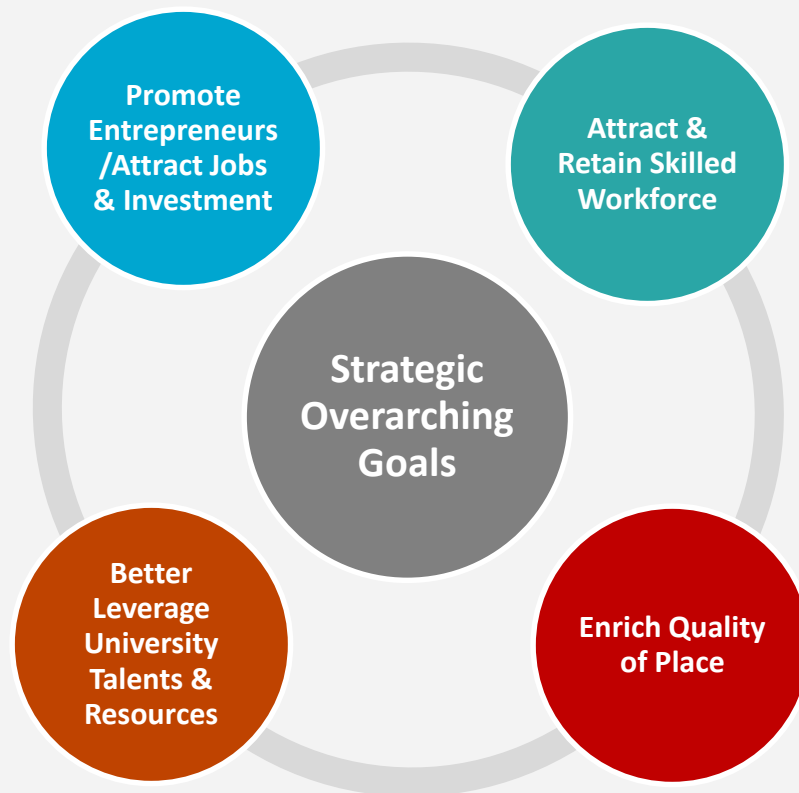 Promote
Entrepreneurs
/Attract Jobs
& Investment
Attract &
Retain Skilled
Workforce
Strategic
Overarching
Goals
Better
Leverage
University
Talents &
Resources
Enrich Quality
of Place